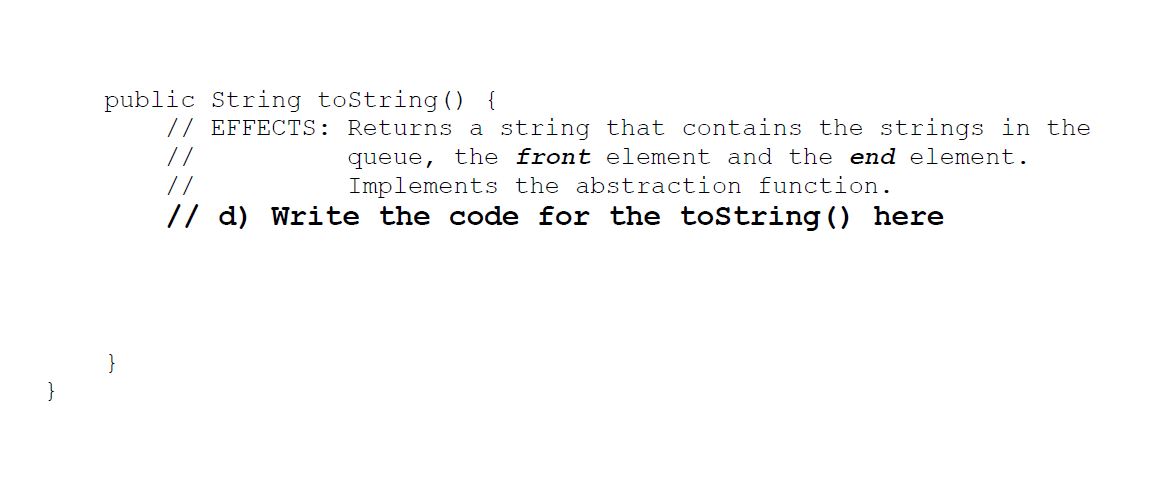 public String toString() {
// EFFECTS: Returns a string that contains the strings in the
// queue, the front element and the end element.
// Implements the abstraction function.
// d) Write the code for the toString() here
}
}